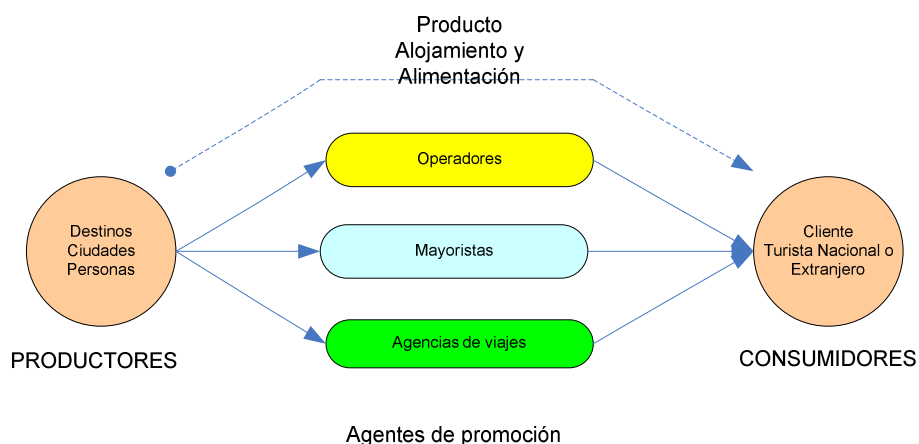 Producto
Alojamiento y
Alimentación
Operadores
Destinos
Ciudades
Personas
Mayoristas
Cliente
Turista Nacional o
Extranjero
Agencias de viajes
PRODUCTORES
CONSUMIDORES
Agentes de promoción